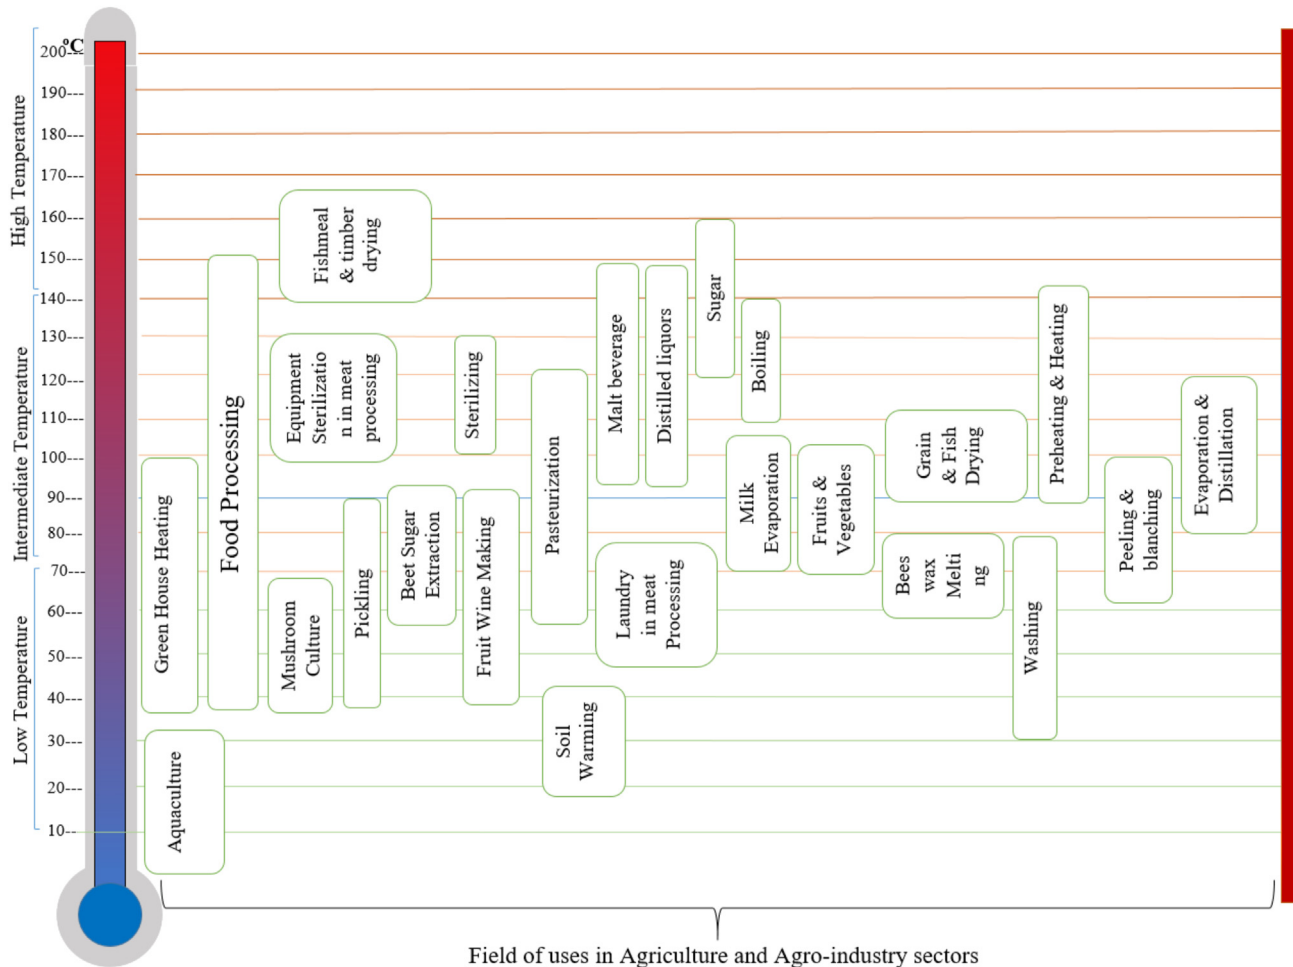 ºC
200---
190---
180---
170---
160---
150---
140---
130---
120---
110---
100---
90---
80---
70---
60---
50---
40---
30---
20---
10---
High Temperature
Intermediate Temperature
Low Temperature
Green House Heating
Aquaculture
Food Processing
Fishmeal
& timber
drying
Equipment
Sterilizatio
n in meat
processing
Mushroom
Culture
Pickling
Beet Sugar
Extraction
Sterilizing
Fruit Wine Making
Pasteurization
Soil
Warming
Malt beverage
Distilled liquors
Laundry
in meat
Processing
Sugar
Boiling
Milk
Evaporation
Fruits &
Vegetables
Grain
& Fish
Drying
Bees
wax
Melti
ng
Washing
Preheating & Heating
Peeling &
blanching
Evaporation &
Distillation
Field of uses in Agriculture and Agro-industry sectors